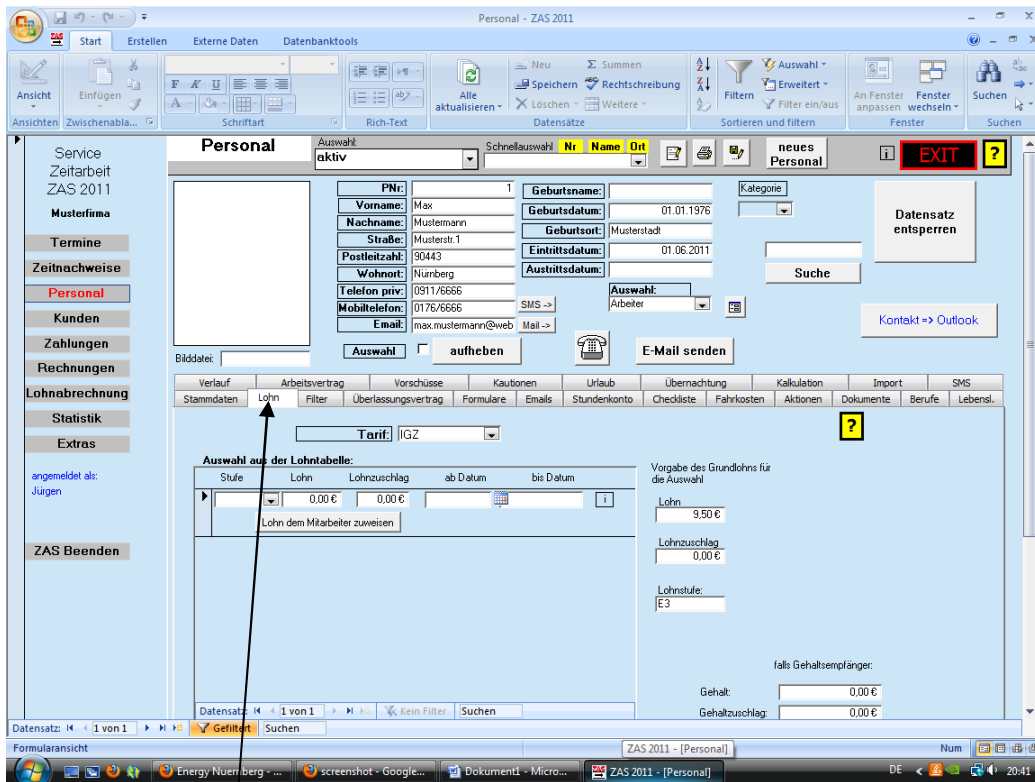 Personal - ZAS 2011
Start Erstellen Externe Daten Datenbanktools
Ansicht
Einfügen
F K U
A
Alle
aktualisieren
Neu
Speichern
Löschen
Summen
Rechtschreibung
Weitere
Filtern
Auswahl
Erweitert
Filter ein/aus
An Fenster
anpassen
Fenster
wechseln
Suchen
Ansichten Zwischenabla... Schriftart Rich-Text Datensätze Sortieren und filtern Fenster Suchen
Service
Zeitarbeit
ZAS 2011
Musterfirma
Termine
Zeitnachweise
Personal
Kunden
Zahlungen
Rechnungen
Lohnabrechnung
Statistik
Extras
angemeldet als:
Jürgen
ZAS Beenden
Personal
Auswahl:
aktiv
Schnellauswahl Nr Name Ort
neues
Personal
i
EXIT
?
PNr: 1
Vorname: Max
Nachname: Mustermann
Straße: Musterstr.1
Postleitzahl: 90443
Wohnort: Nürnberg
Telefon priv: 0911/6666
Mobiltelefon: 0176/6666
Email: max.mustermann@web
SMS ->
Mail ->
Geburtsname:
Geburtsdatum: 01.01.1976
Geburtsort: Musterstadt
Eintrittsdatum: 01.06.2011
Austrittsdatum:
Auswahl:
Arbeiter
Kategorie
Datensatz
entsperren
Suche
Kontakt => Outlook
Bilddatei:
Auswahl
aufheben
E-Mail senden
Verlauf Arbeitsvertrag Vorschüsse Kautionen Urlaub Übernachtung Kalkulation Import SMS
Stammdaten Lohn Filter Überlassungsvertrag Formulare Emails Stundenkonto Checkliste Fahrkosten Aktionen Dokumente Berufe Lebensl.
Tarif: IGZ
?
Auswahl aus der Lohntabelle:
Stufe Lohn Lohnzuschlag ab Datum bis Datum
0,00 € 0,00 € i
Lohn dem Mitarbeiter zuweisen
Vorgabe des Grundlohns für
die Auswahl
Lohn
9,50 €
Lohnzuschlag
0,00 €
Lohnstufe:
E3
falls Gehaltsempfänger:
Gehalt: 0,00 €
Gehaltzuschlag: 0,00 €
Datensatz: 1 von 1 Kein Filter Suchen
Datensatz: 1 von 1 Gefiltert Suchen
Formularansicht
ZAS 2011 - [Personal]
Num
Energy Nuernberg - ... screenshot - Google... Dokument1 - Micro... ZAS 2011 - [Personal] DE 20:41